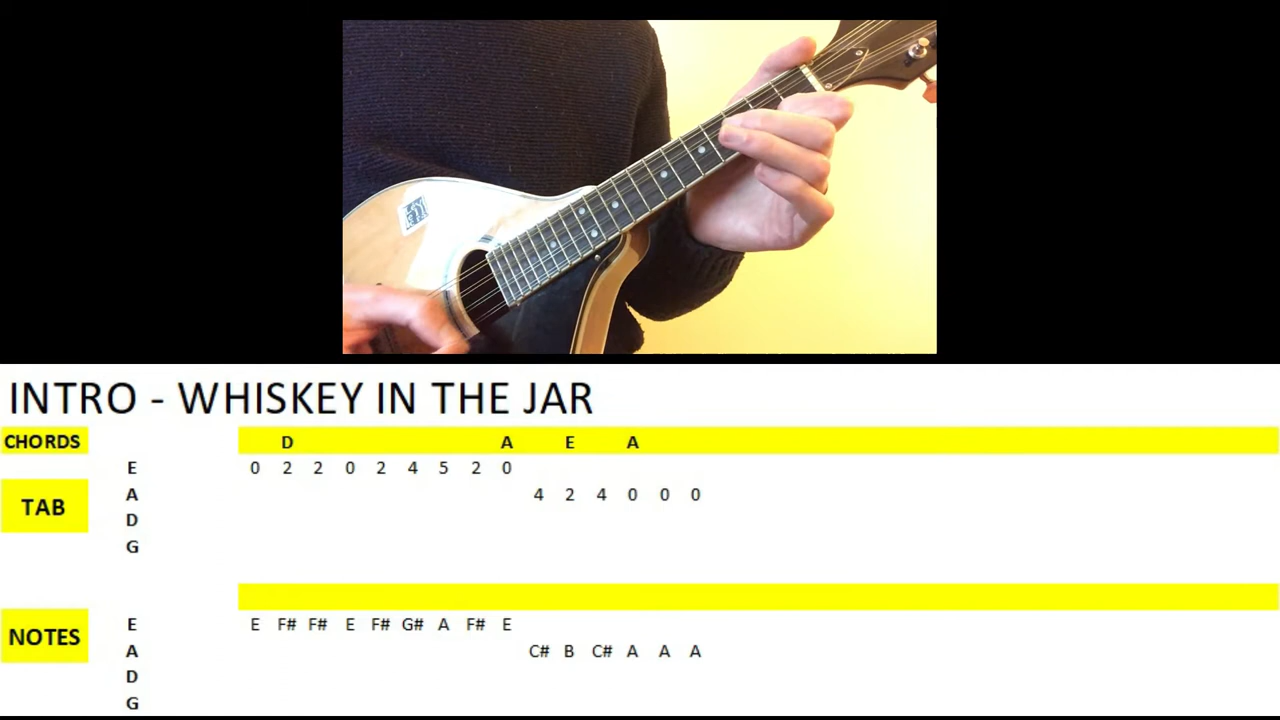 INTRO - WHISKEY IN THE JAR
CHORDS D A E A
E 0 2 2 0 2 4 5 2 0
TAB
A 4 2 4 0 0 0
D
G
E E F# F# E F# G# A F# E
NOTES
A C# B C# A A A
D
G